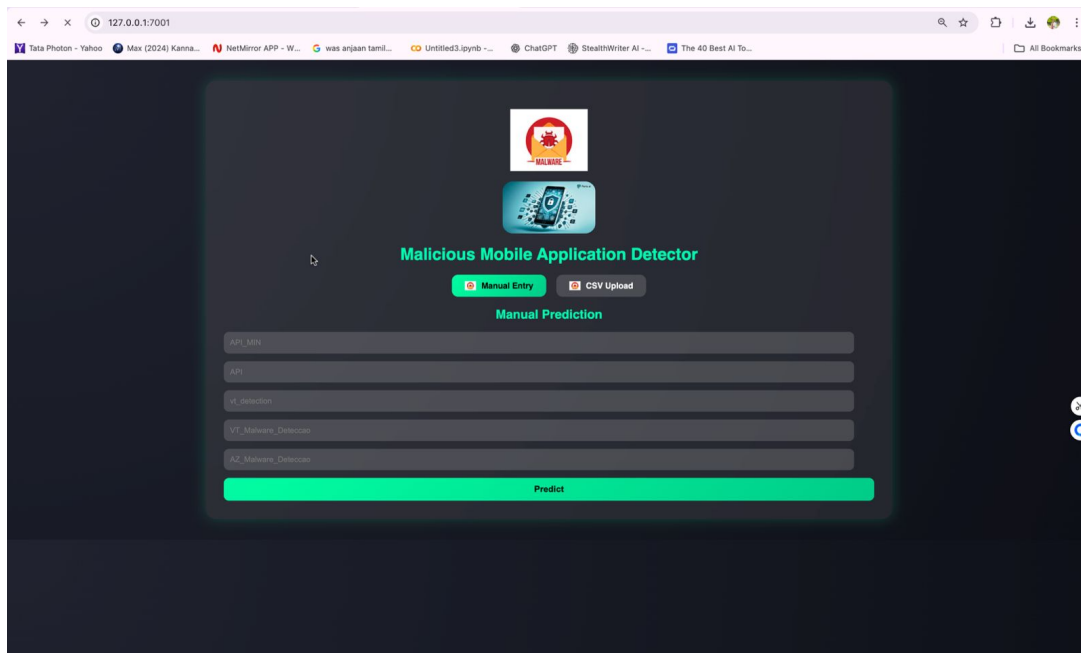 127.0.0.1:7001
Tata Photon - Yahoo Max (2024) Kanna... NetMirror APP - W... was anjaan tamil... Untitled3.ipynb -... ChatGPT StealthWriter AI -... The 40 Best AI To... All Bookmarks
MALWARE
Malicious Mobile Application Detector
Manual Entry CSV Upload
Manual Prediction
API_MIN
API
vt_detection
VT_Malware_Deteccao
AZ_Malware_Deteccao
Predict